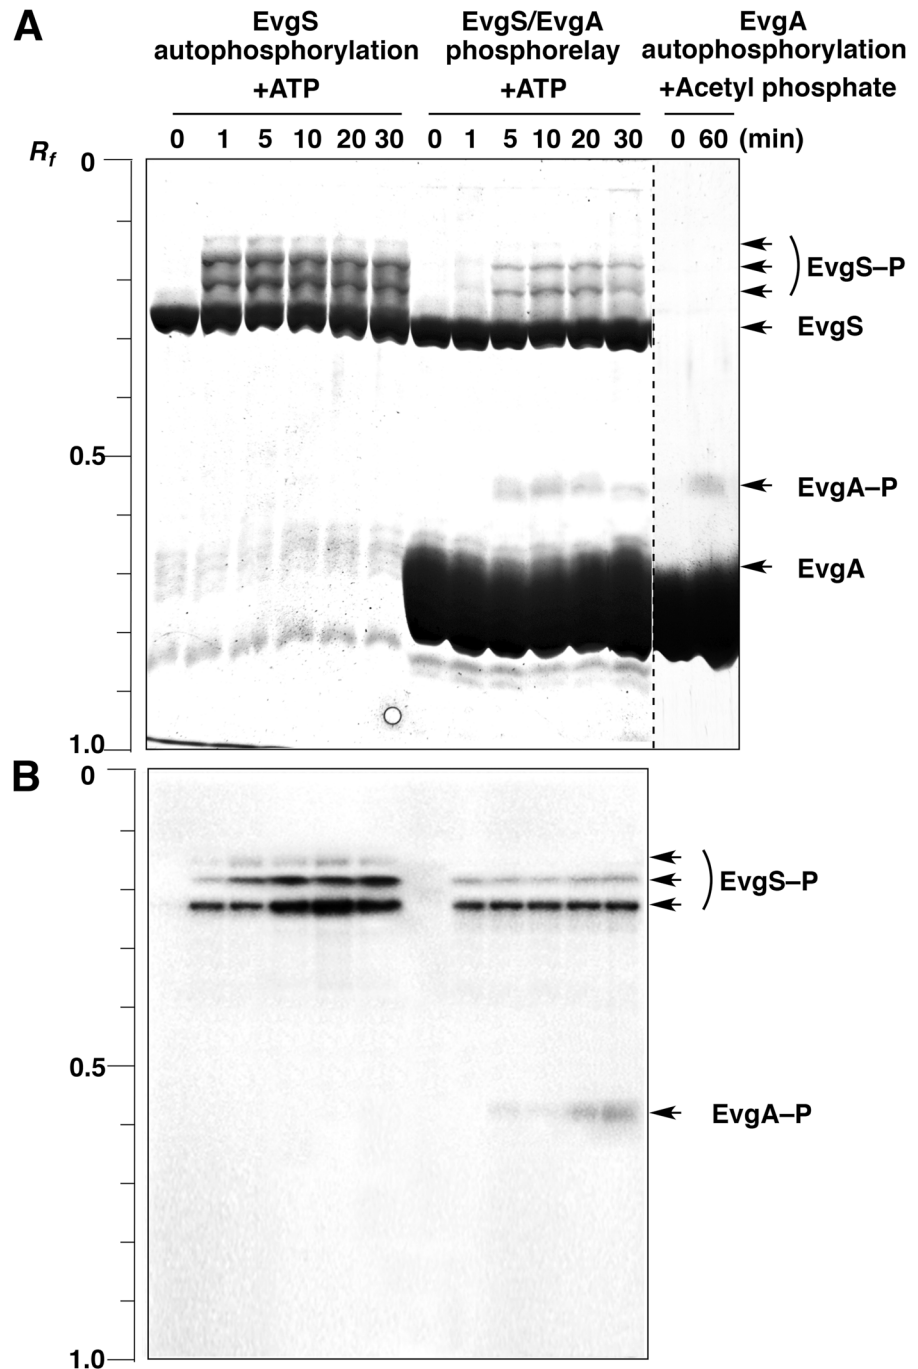 A
EvgS
autophosphorylation
+ATP
EvgS/EvgA
phosphorelay
+ATP
EvgA
autophosphorylation
+Acetyl phosphate
0 1 5 10 20 30 0 1 5 10 20 30 0 60 (min)
Rf
0
EvgS–P
EvgS
0.5
EvgA–P
EvgA
1.0
B
0
EvgS–P
0.5
EvgA–P
1.0